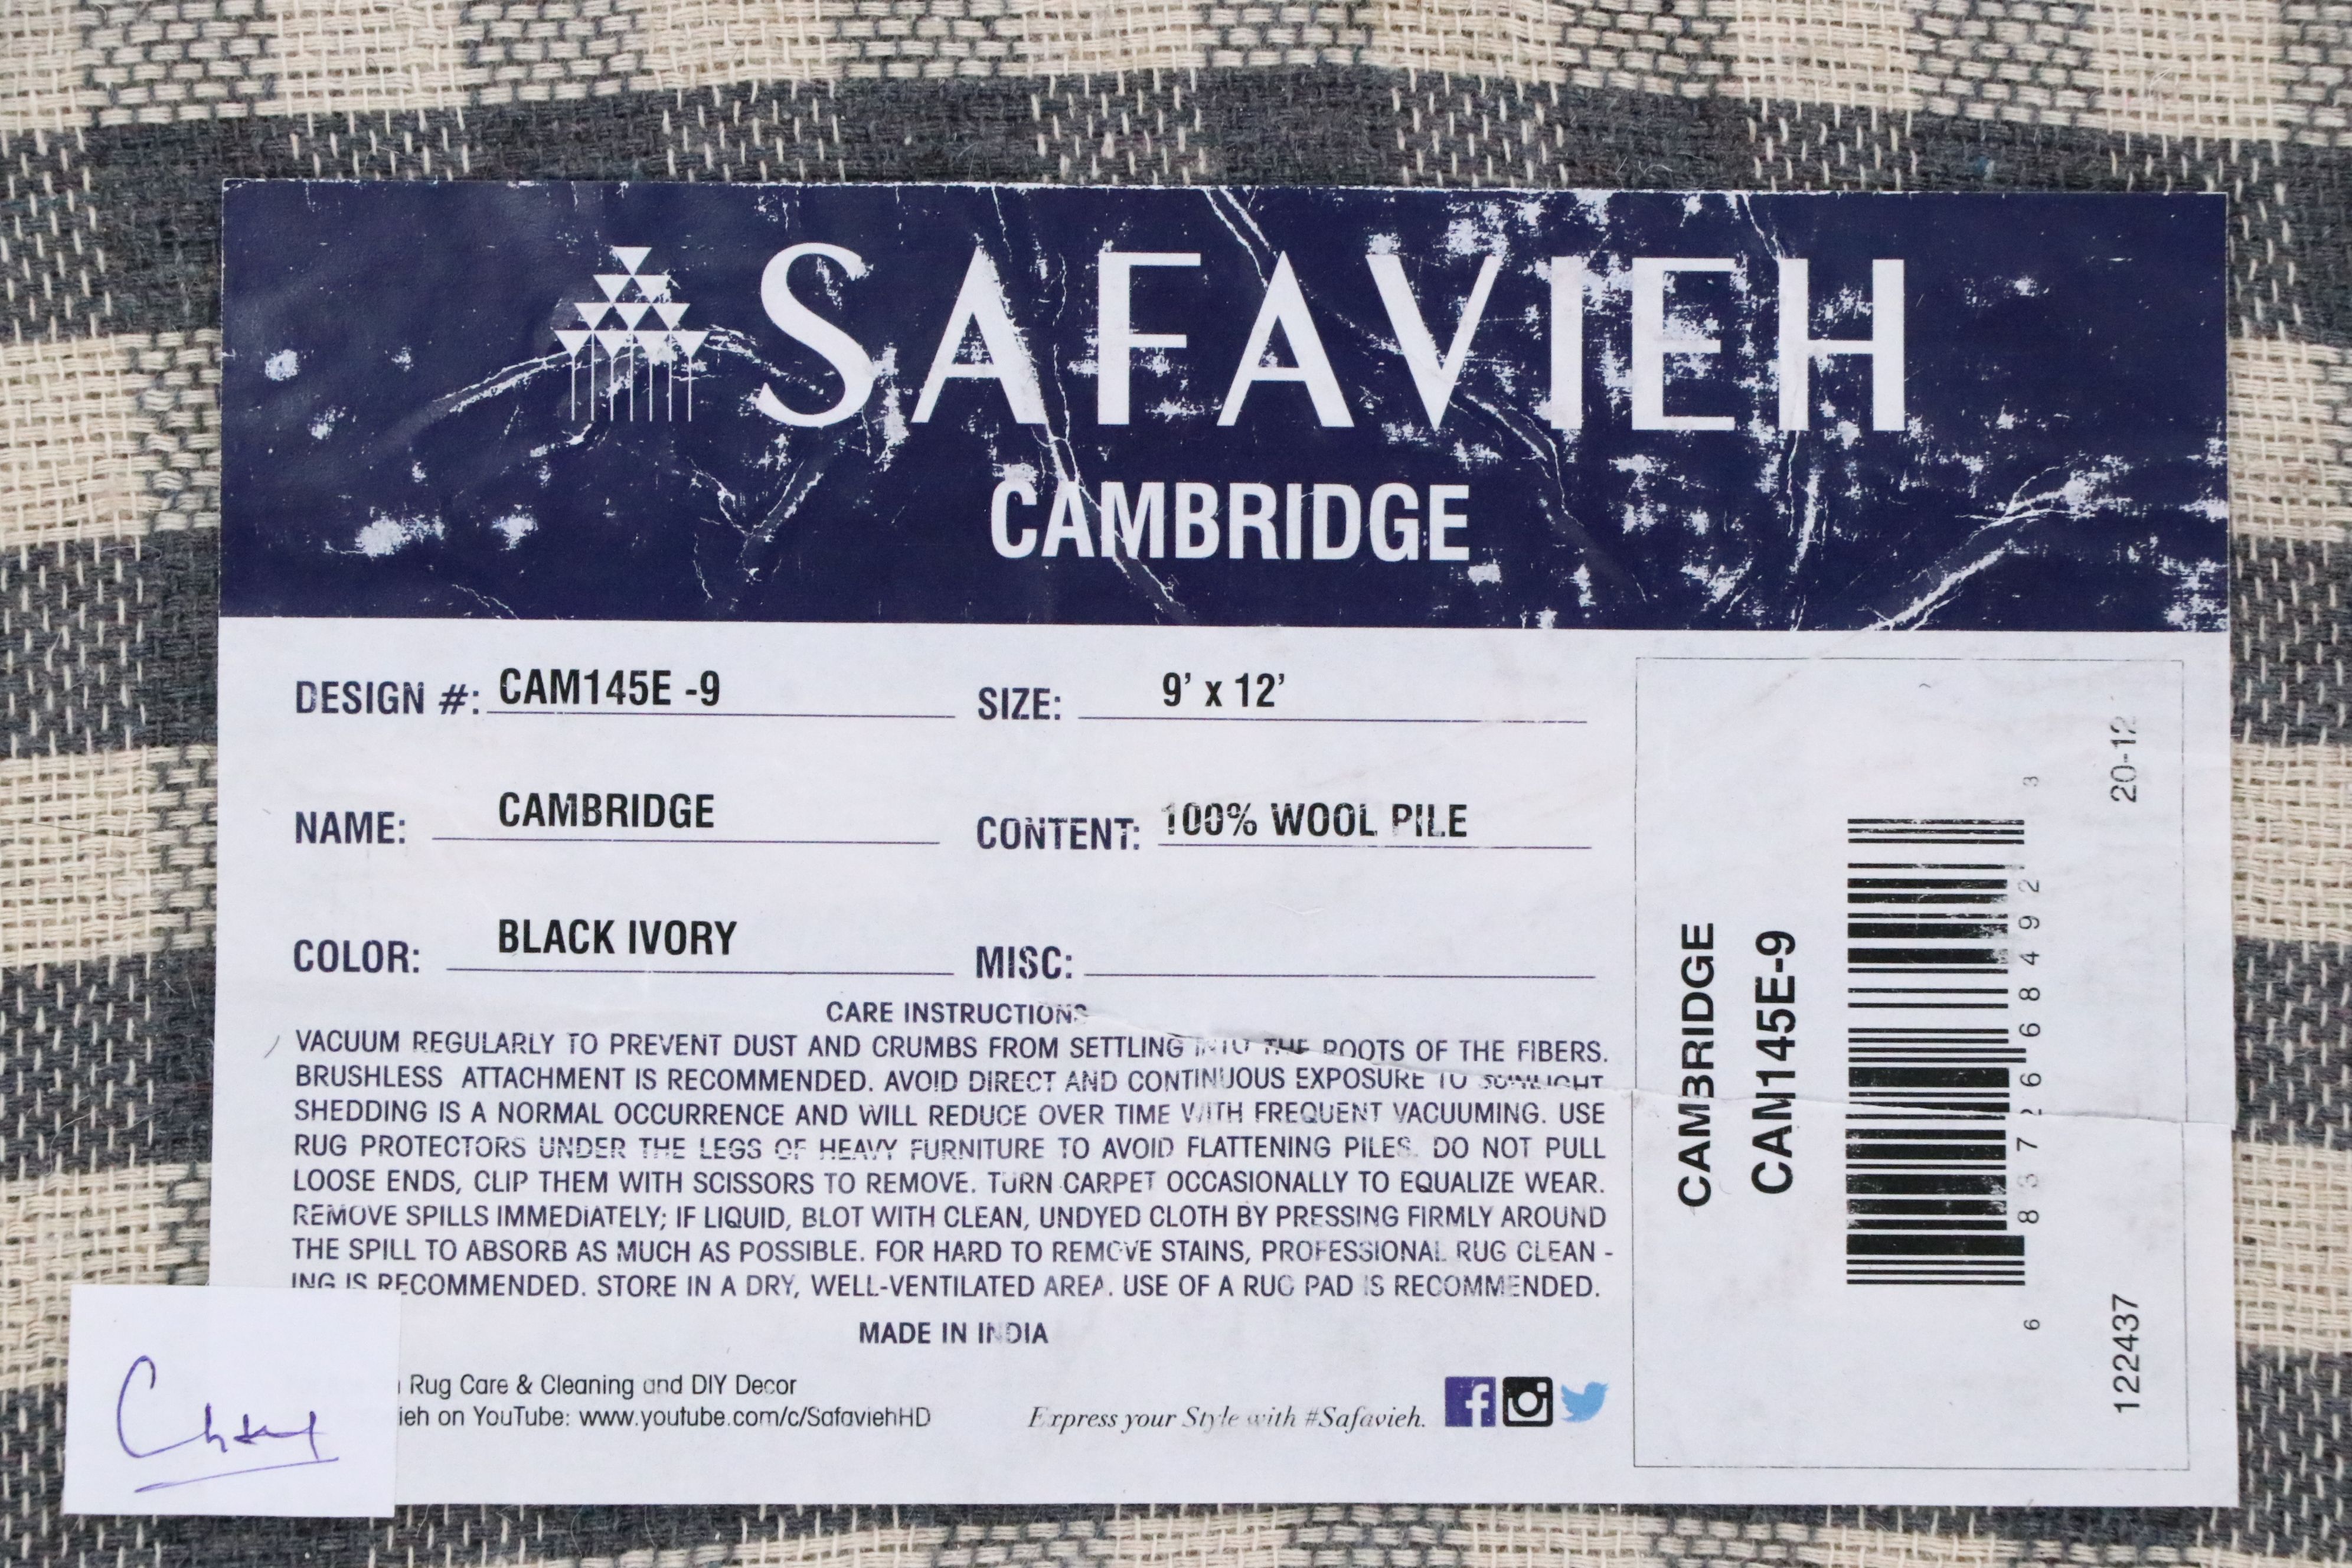 SAFAVIEH
CAMBRIDGE
DESIGN #: CAM145E -9
SIZE: 9' x 12'
NAME: CAMBRIDGE
CONTENT: 100% WOOL PILE
COLOR: BLACK IVORY
MISC:
CARE INSTRUCTIONS
VACUUM REGULARLY TO PREVENT DUST AND CRUMBS FROM SETTLING INTO THE ROOTS OF THE FIBERS.
BRUSHLESS ATTACHMENT IS RECOMMENDED. AVOID DIRECT AND CONTINUOUS EXPOSURE TO SUNLIGHT
SHEDDING IS A NORMAL OCCURRENCE AND WILL REDUCE OVER TIME WITH FREQUENT VACUUMING. USE
RUG PROTECTORS UNDER THE LEGS OF HEAVY FURNITURE TO AVOID FLATTENING PILES. DO NOT PULL
LOOSE ENDS, CLIP THEM WITH SCISSORS TO REMOVE. TURN CARPET OCCASIONALLY TO EQUALIZE WEAR.
REMOVE SPILLS IMMEDIATELY; IF LIQUID, BLOT WITH CLEAN, UNDYED CLOTH BY PRESSING FIRMLY AROUND
THE SPILL TO ABSORB AS MUCH AS POSSIBLE. FOR HARD TO REMOVE STAINS, PROFESSIONAL RUG CLEAN -
ING IS RECOMMENDED. STORE IN A DRY, WELL-VENTILATED AREA. USE OF A RUG PAD IS RECOMMENDED.
MADE IN INDIA
Rug Care & Cleaning and DIY Decor
ieh on YouTube: www.youtube.com/c/SafaviehHD
Express your Style with #Safavieh.
CAMBRIDGE
CAM145E-9
6 83726 68492 3
122437
20-12